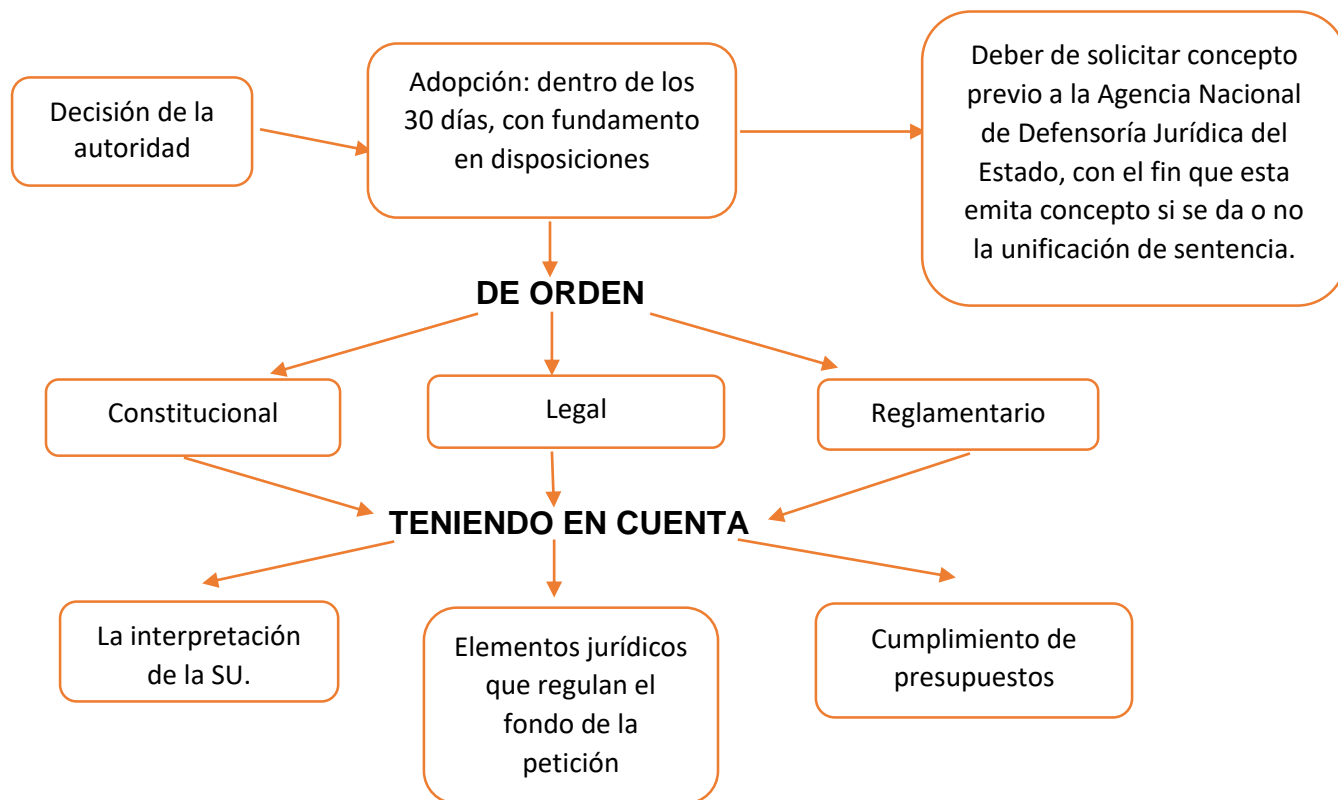 Decisión de la
autoridad
Adopción: dentro de los
30 días, con fundamento
en disposiciones
Deber de solicitar concepto
previo a la Agencia Nacional
de Defensoría Jurídica del
Estado, con el fin que esta
emita concepto si se da o no
la unificación de sentencia.
DE ORDEN
Constitucional
Legal
Reglamentario
TENIENDO EN CUENTA
La interpretación
de la SU.
Elementos jurídicos
que regulan el
fondo de la
petición
Cumplimiento de
presupuestos